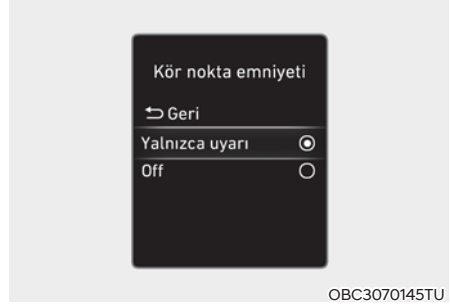 Kör nokta emniyeti
Geri
Yalnızca uyarı
Off
OBC3070145TU